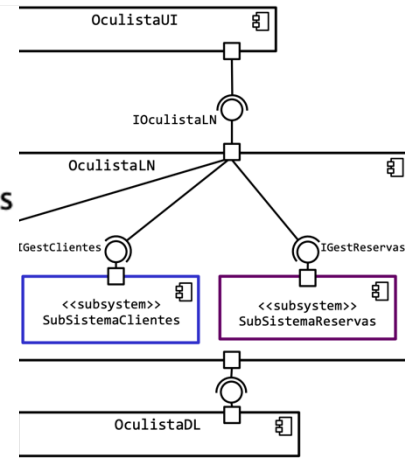 OculistaUI
IOculistaLN
OculistaLN
s
IGestClientes
IGestReservas
<<subsystem>>
SubSistemaClientes
<<subsystem>>
SubSistemaReservas
OculistaDL